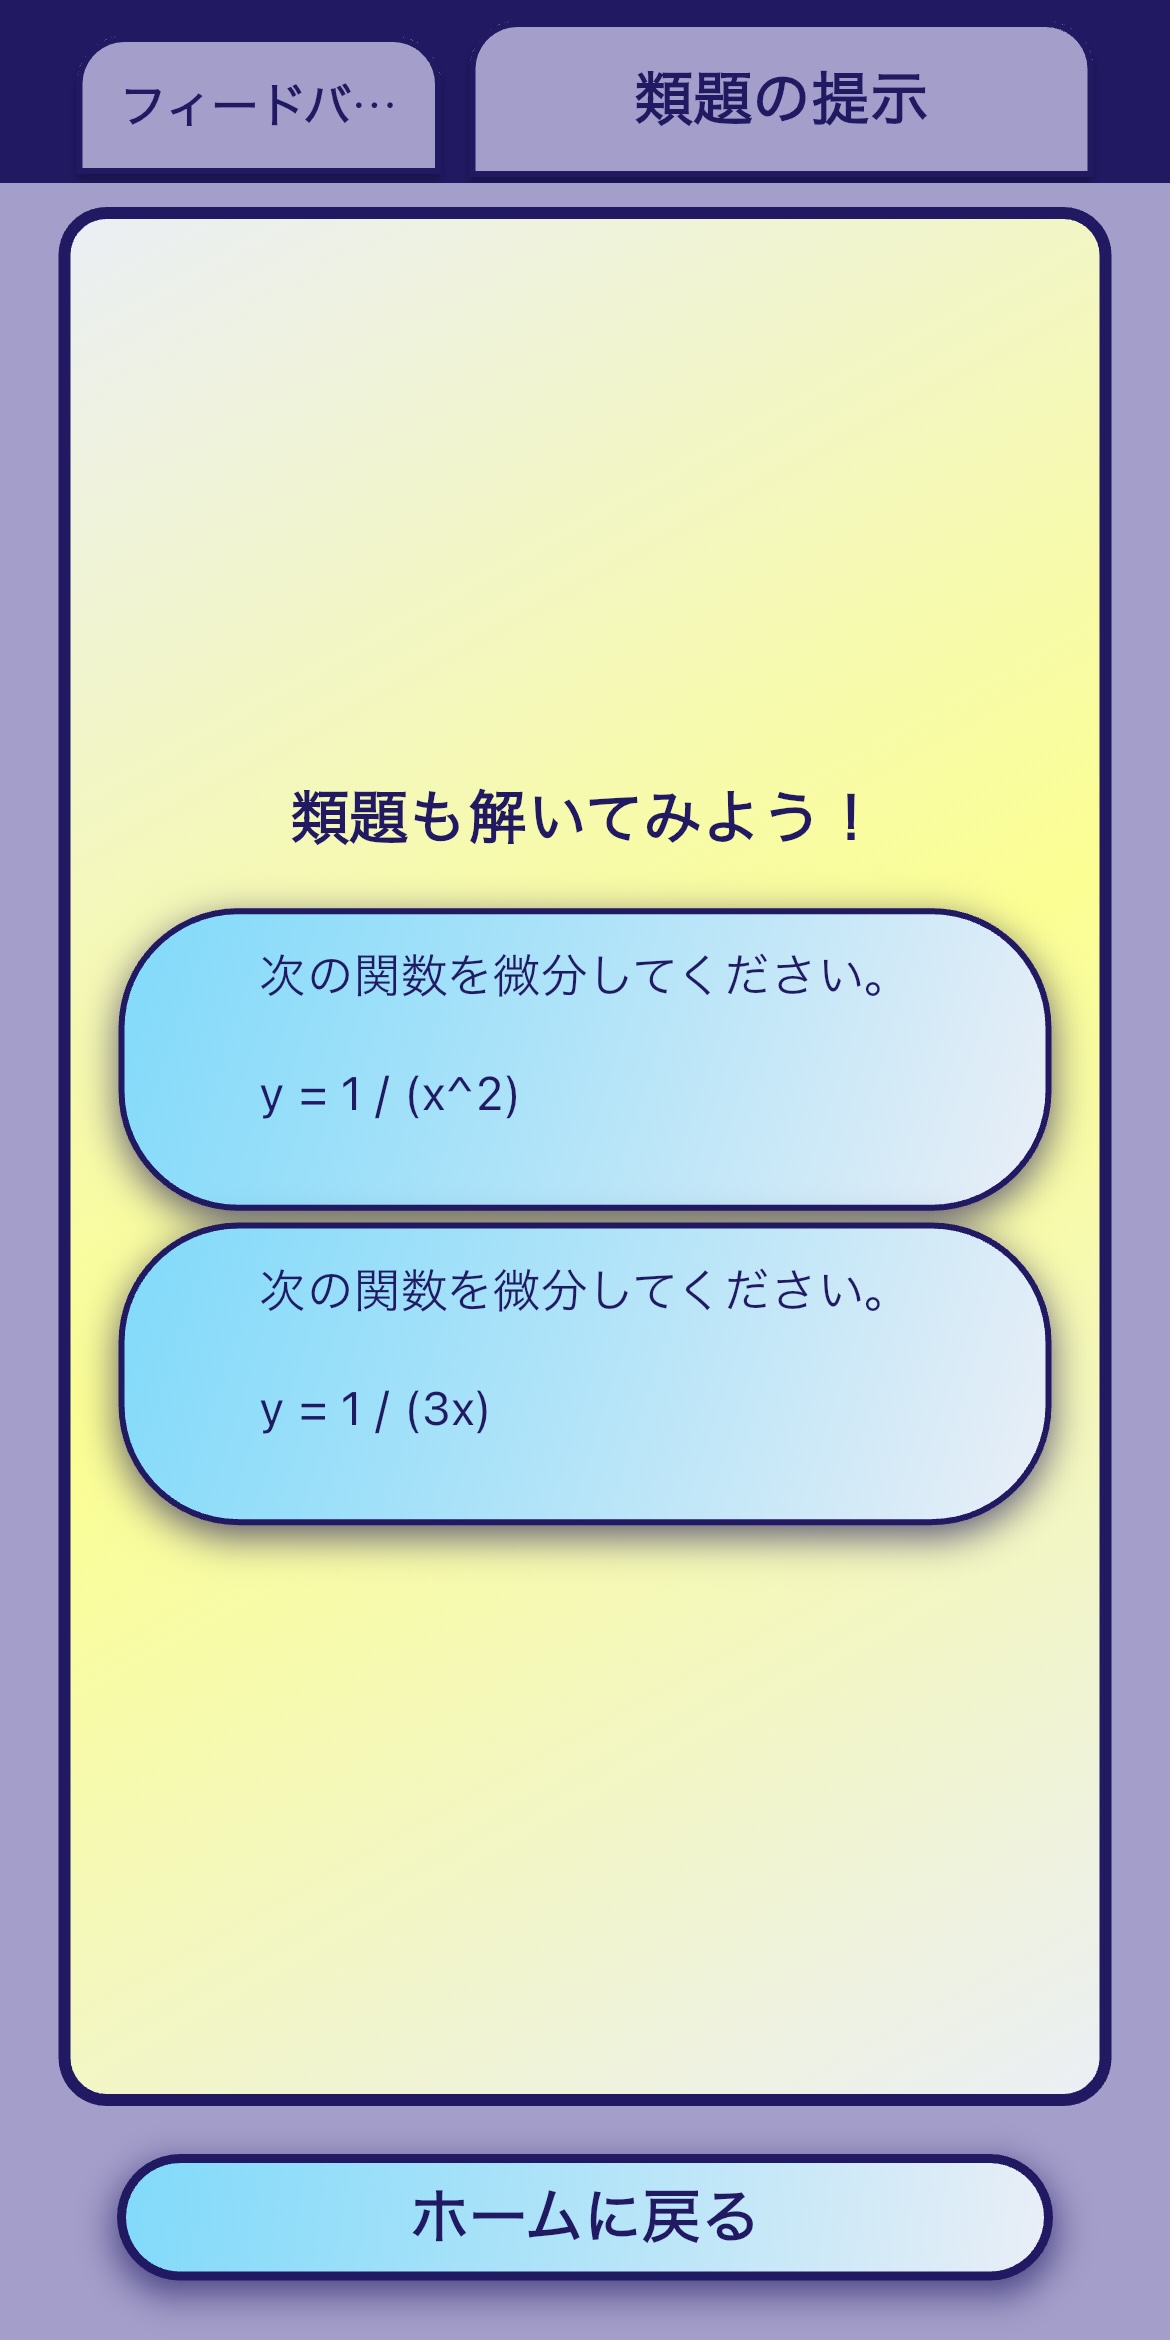 フィードバ…
類題の提示
類題も解いてみよう！
次の関数を微分してください。
y = 1 / (x^2)
次の関数を微分してください。
y = 1 / (3x)
ホームに戻る